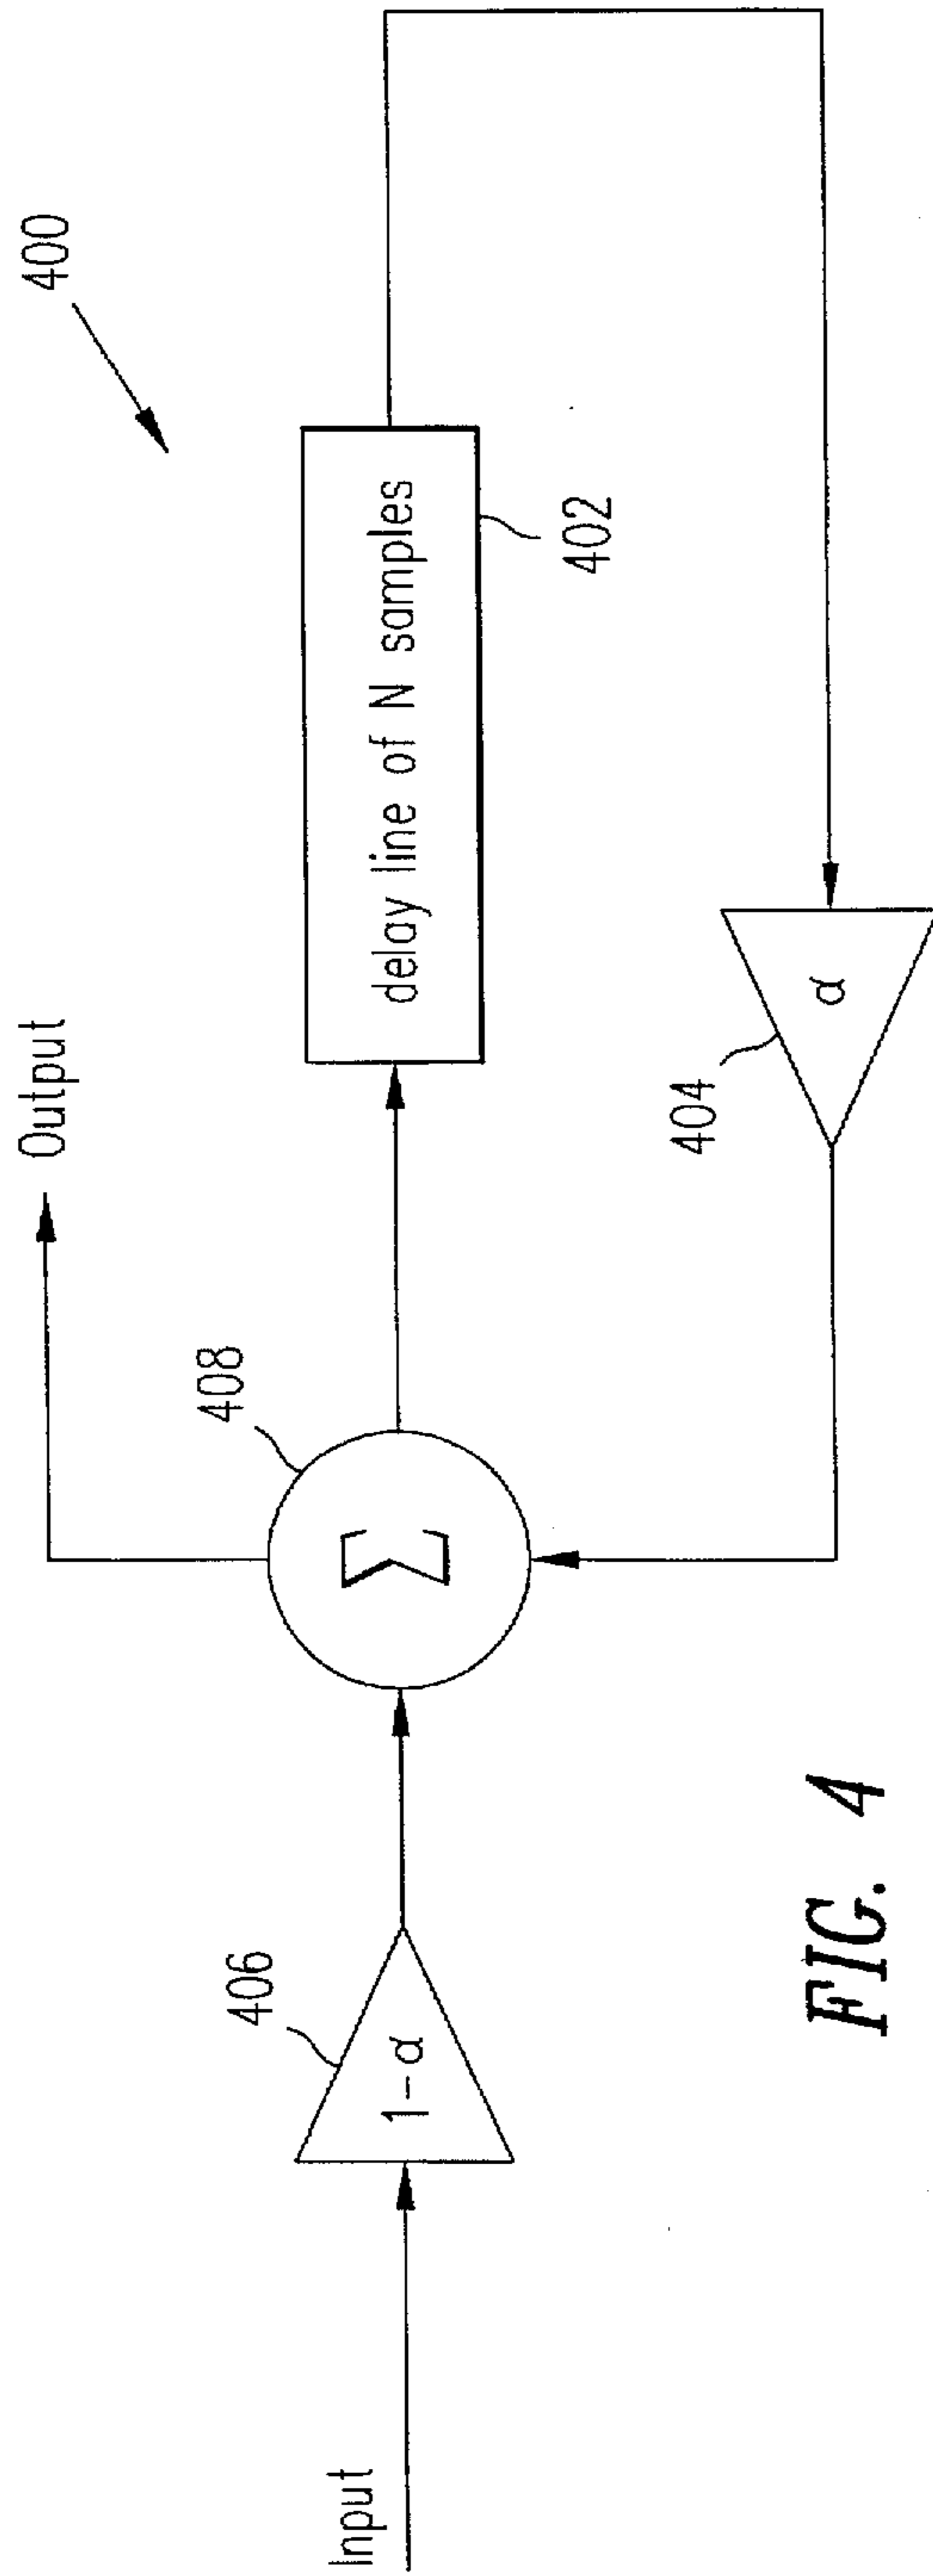 400
Output
408
406
Input
1-α
Σ
delay line of N samples
402
404
α
FIG. 4